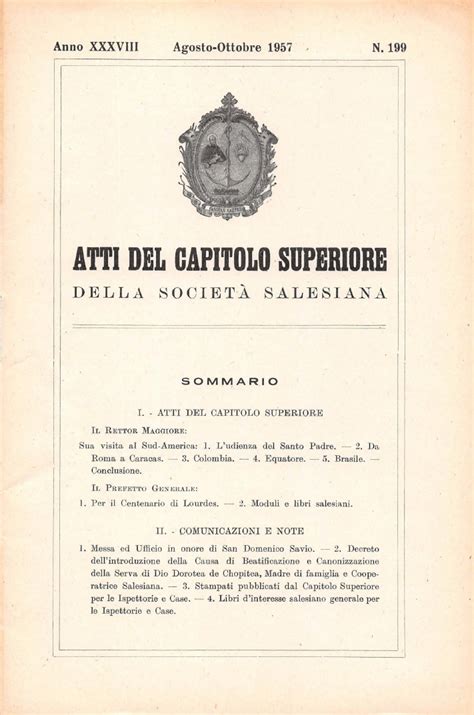 Anno XXXVIII Agosto-Ottobre 1957 N. 199
ATTI DEL CAPITOLO SUPERIORE
DELLA SOCIETÀ SALESIANA
SOMMARIO
I. - ATTI DEL CAPITOLO SUPERIORE
IL RETTOR MAGGIORE:
Sua visita al Sud-America: 1. L'udienza del Santo Padre. — 2. Da
Roma a Caracas. — 3. Colombia. — 4. Equatore. — 5. Brasile. —
Conclusione.
IL PREFETTO GENERALE:
1. Per il Centenario di Lourdes. — 2. Moduli e libri salesiani.
II. - COMUNICAZIONI E NOTE
1. Messa ed Ufficio in onore di San Domenico Savio. — 2. Decreto
dell'introduzione della Causa di Beatificazione e Canonizzazione
della Serva di Dio Dorotea de Chopitea, Madre di famiglia e Coope-
ratrice Salesiana. — 3. Stampati pubblicati dal Capitolo Superiore
per le Ispettorie e Case. — 4. Libri d'interesse salesiano generale per
le Ispettorie e Case.